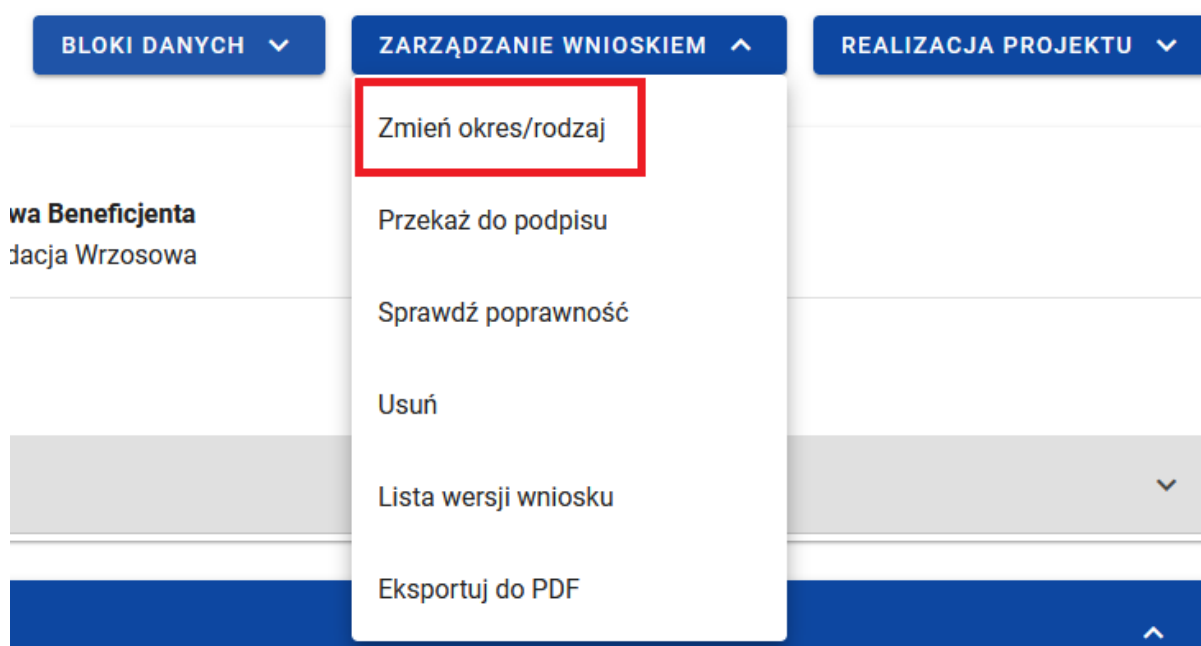 BLOKI DANYCH
ZARZĄDZANIE WNIOSKIEM
REALIZACJA PROJEKTU
Zmień okres/rodzaj
Przekaż do podpisu
wa Beneficjenta
dacja Wrzosowa
Sprawdź poprawność
Usuń
Lista wersji wniosku
Eksportuj do PDF